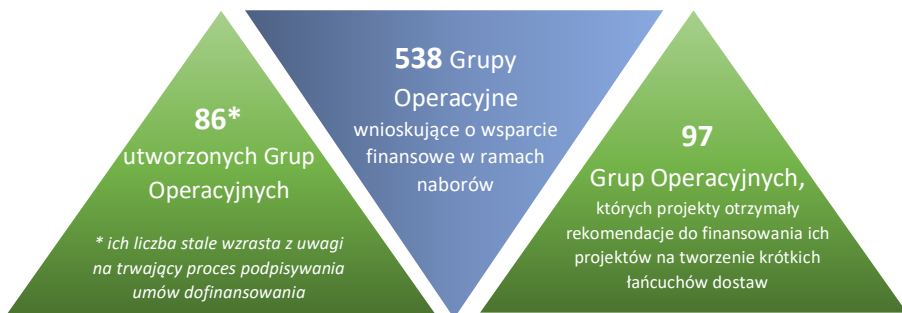 86*
utworzonych Grup
Operacyjnych
* ich liczba stale wzrasta z uwagi
na trwający proces podpisywania
umów dofinansowania
538 Grupy
Operacyjne
wnioskujące o wsparcie
finansowe w ramach
naborów
97
Grup Operacyjnych,
których projekty otrzymały
rekomendacje do finansowania ich
projektów na tworzenie krótkich
łańcuchów dostaw